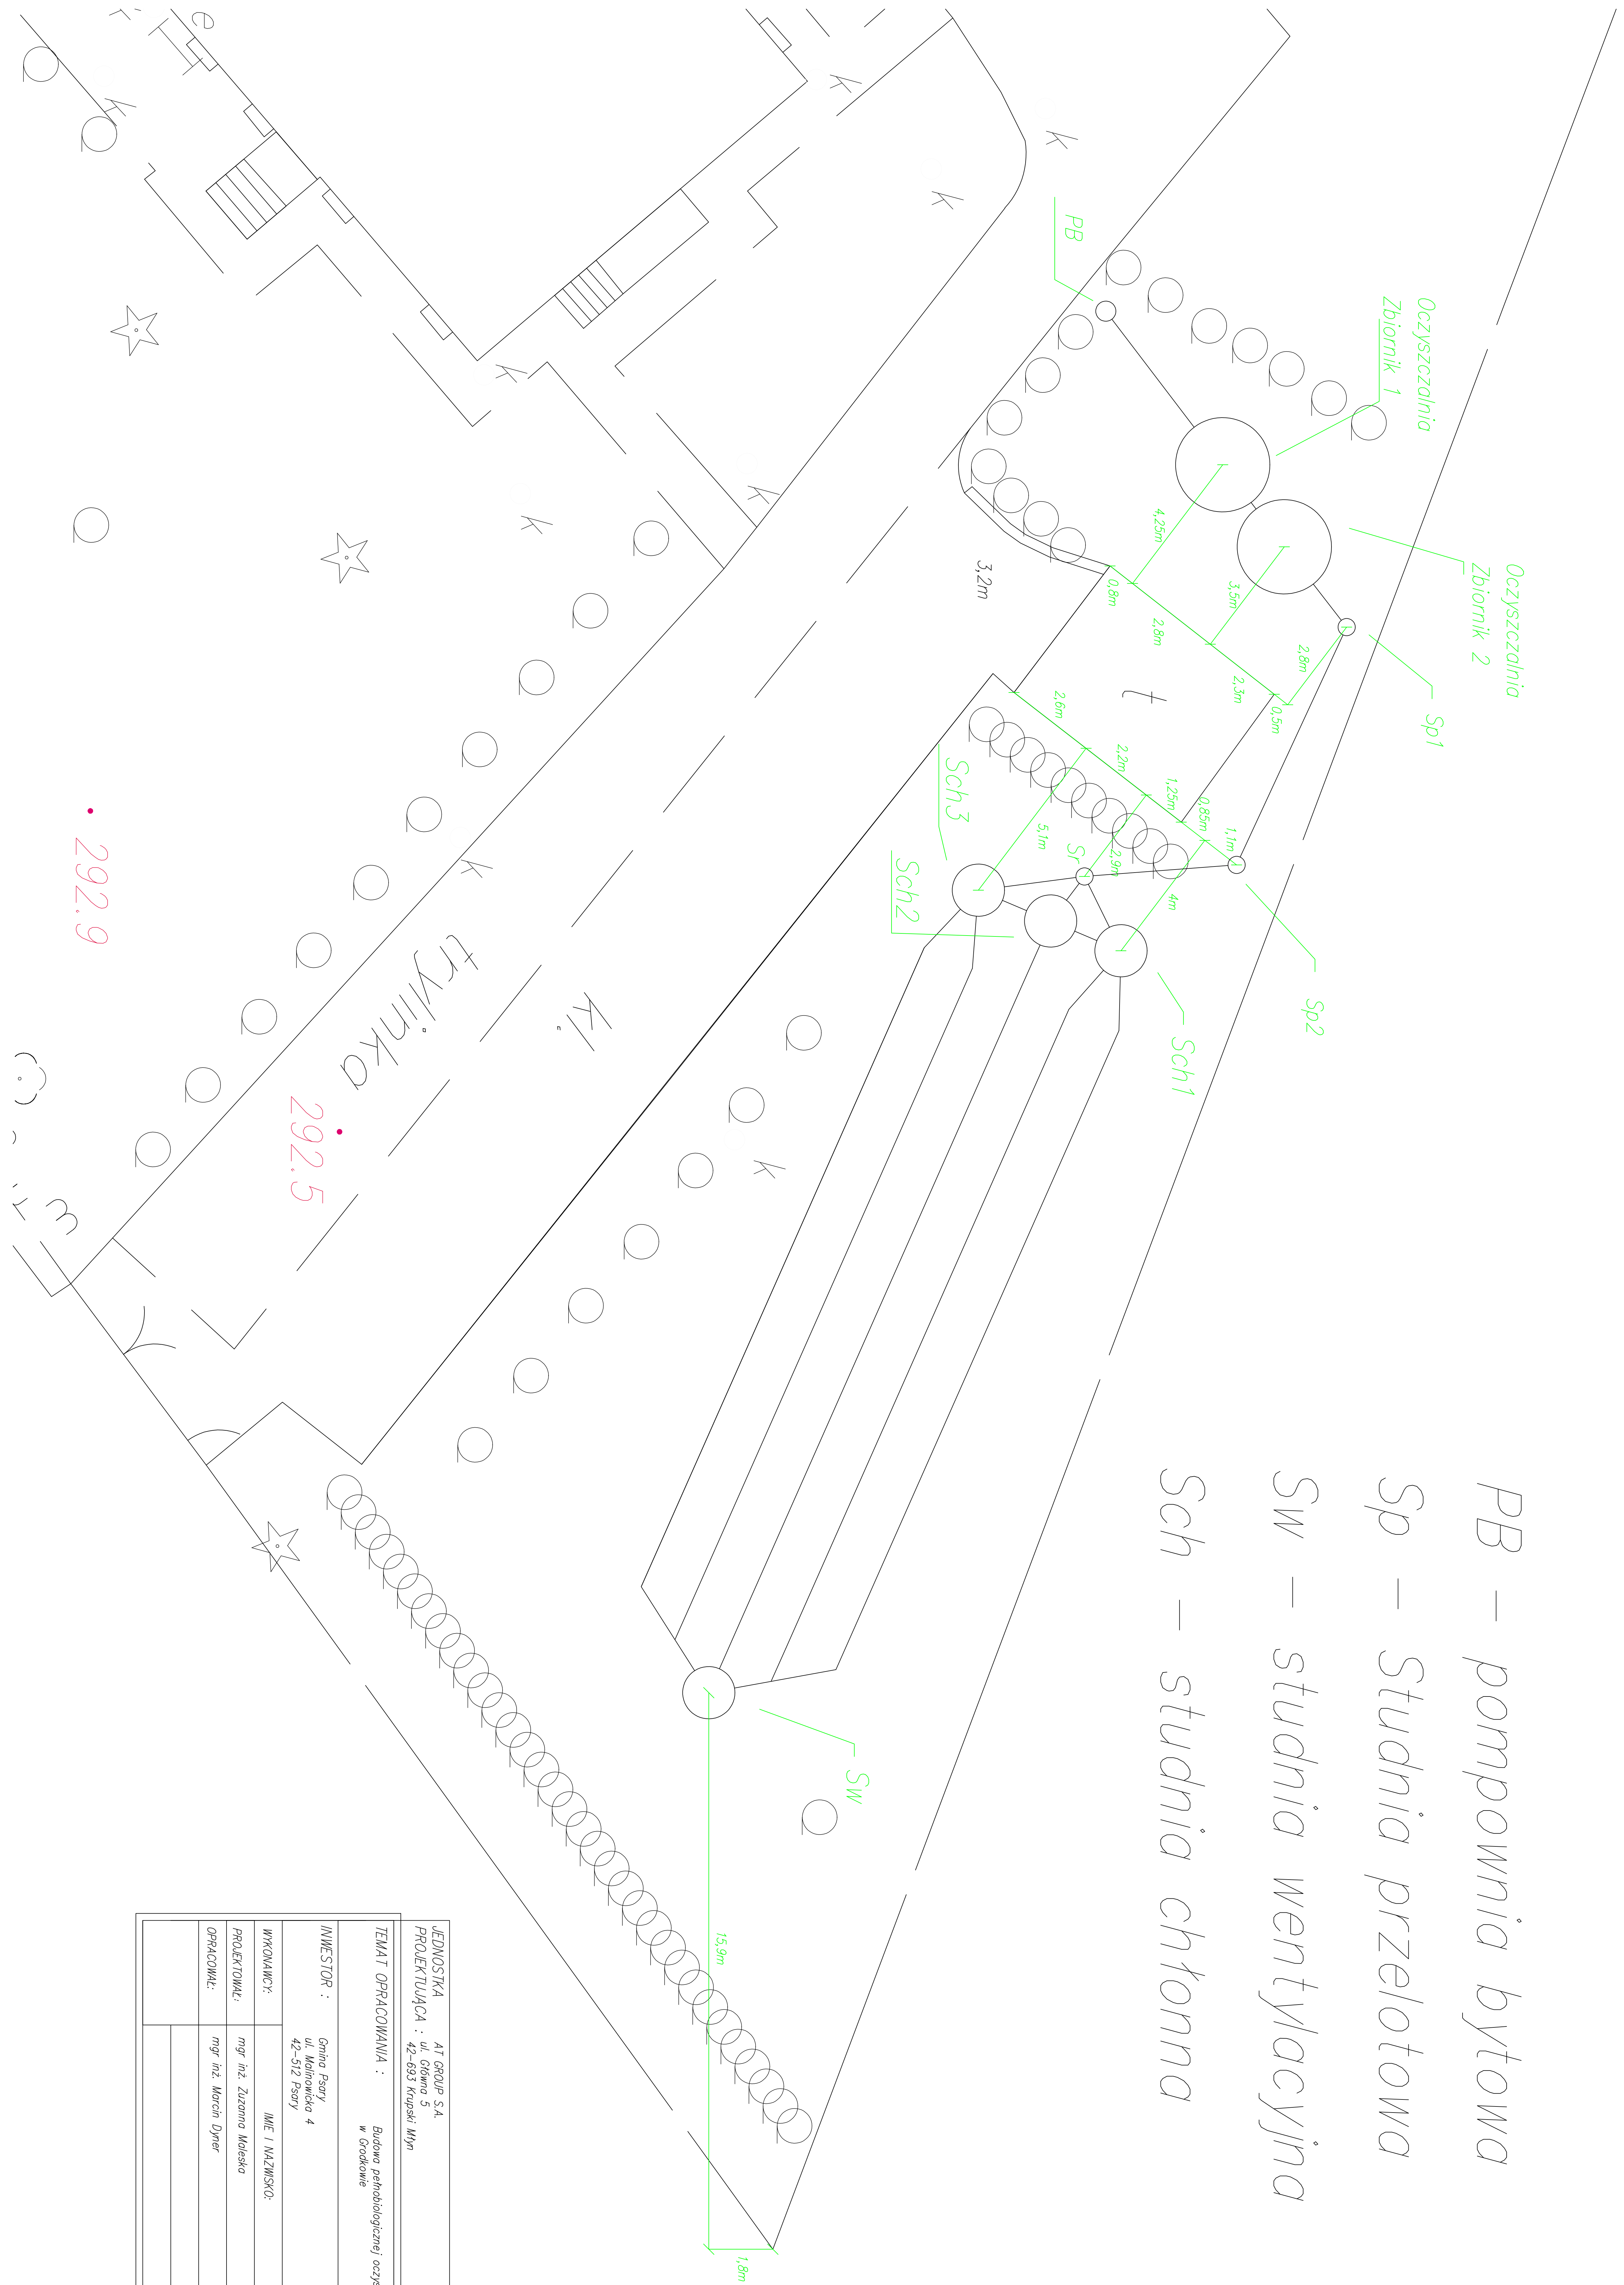 PB – pompownia bytowa
Sp – Studnia przelotowa
Sw – studnia wentylacyjna
Sch – studnia chłonna
Oczyszczalnia
Zbiornik 1
Oczyszczalnia
Zbiornik 2
PB
Sp1
Sp2
Sr
Sch1
Sch2
Sch3
Sw
4,25m
3,5m
2,8m
0,8m
2,8m
2,3m
0,5m
3,2m
t
2,6m
2,2m
1,25m
0,85m
1,1m
5,1m
2,9m
4m
15,9m
1,8m
k
k
k
k
k
k
k
k
k
e
ki.
trylinka
292.9
292.5
m
JEDNOSTKA PROJEKTUJĄCA :
AT GROUP S.A.
ul. Główna 5
42-693 Krupski Młyn
TEMAT OPRACOWANIA :
Budowa pełnobiologicznej oczys
w Grodkowie
INWESTOR :
Gmina Psary
ul. Malinowicka 4
42-512 Psary
WYKONAWCY:
IMIE I NAZWISKO:
PROJEKTOWAŁ:
mgr inż. Zuzanna Maleska
OPRACOWAŁ:
mgr inż. Marcin Dyner